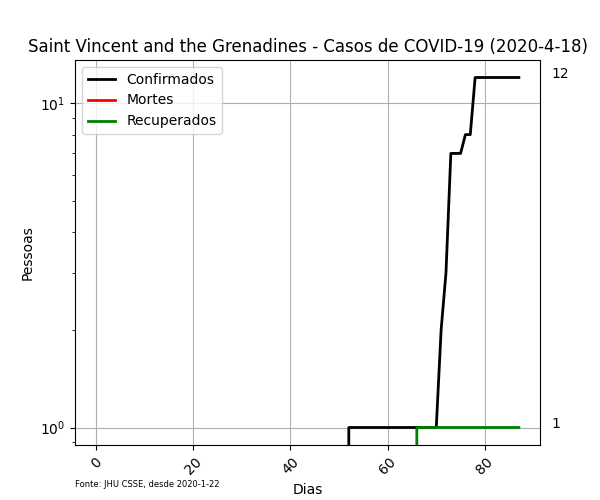 Saint Vincent and the Grenadines - Casos de COVID-19 (2020-4-18)
Confirmados
Mortes
Recuperados
12
10^1
Pessoas
10^0
1
0 20 40 60 80
Fonte: JHU CSSE, desde 2020-1-22
Dias